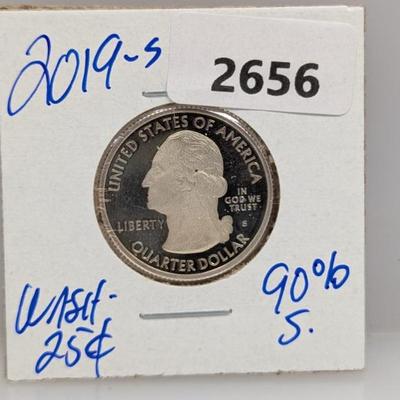 2019-S
2656
UNITED STATES OF AMERICA
IN
GOD WE
TRUST
LIBERTY
S
QUARTER DOLLAR
WASH-
25¢
90%
S.